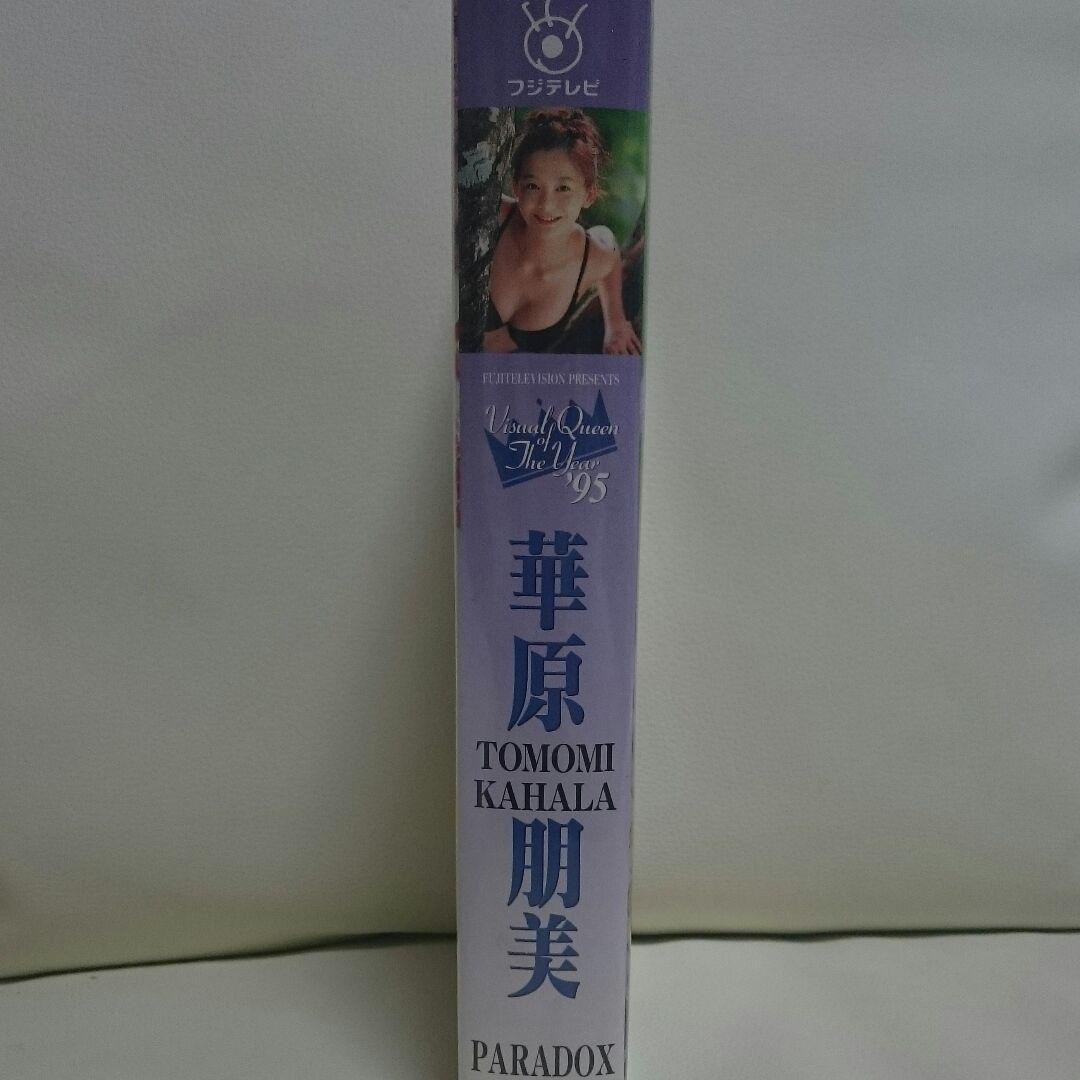 フジテレビ
FUJITELEVISION PRESENTS
Visual Queen
of
The Year
'95
華原
TOMOMI
KAHALA
朋美
PARADOX